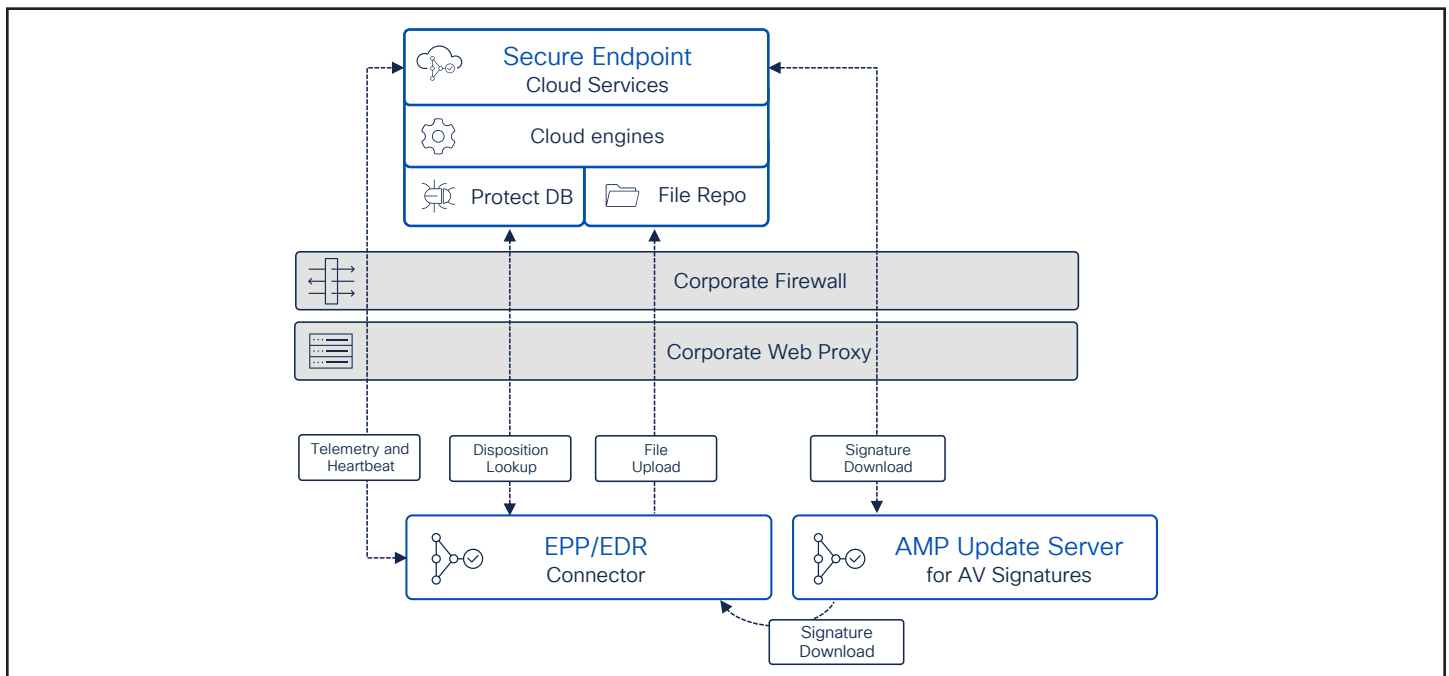 Secure Endpoint
Cloud Services
Cloud engines
Protect DB
File Repo
Corporate Firewall
Corporate Web Proxy
Telemetry and
Heartbeat
Disposition
Lookup
File
Upload
Signature
Download
EPP/EDR
Connector
AMP Update Server
for AV Signatures
Signature
Download